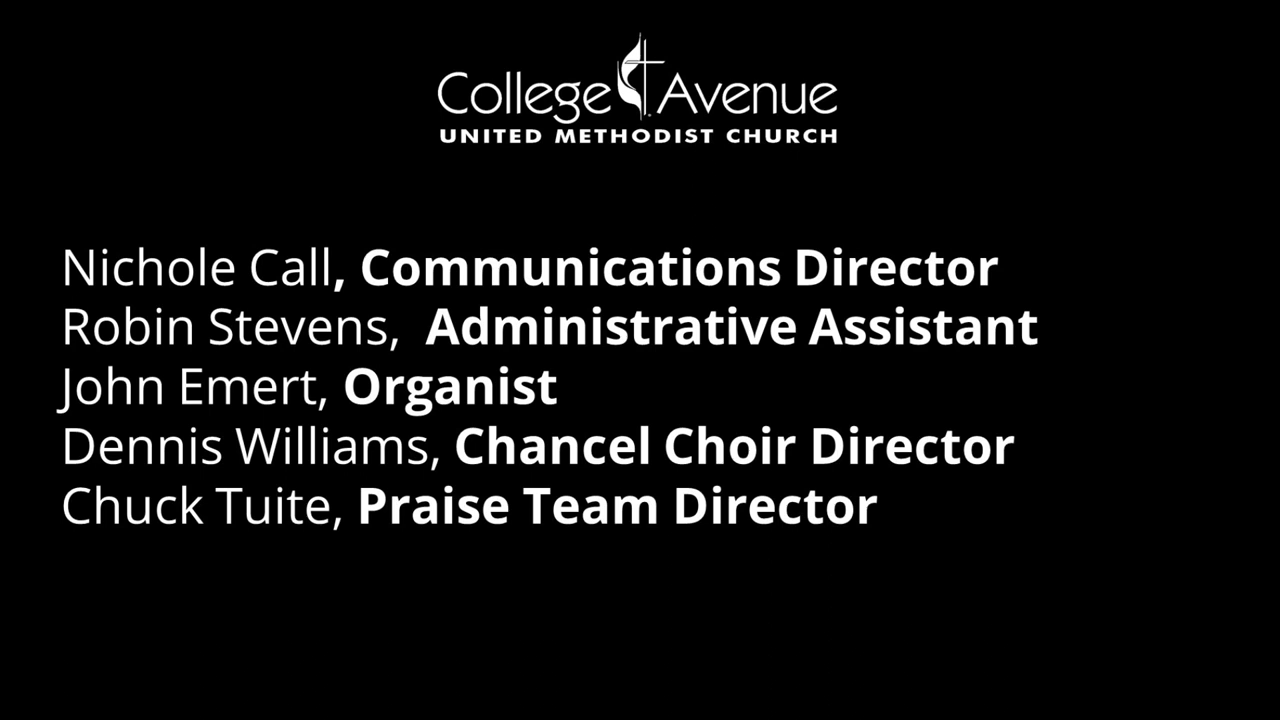 College Avenue
UNITED METHODIST CHURCH
Nichole Call, Communications Director
Robin Stevens,  Administrative Assistant
John Emert, Organist
Dennis Williams, Chancel Choir Director
Chuck Tuite, Praise Team Director